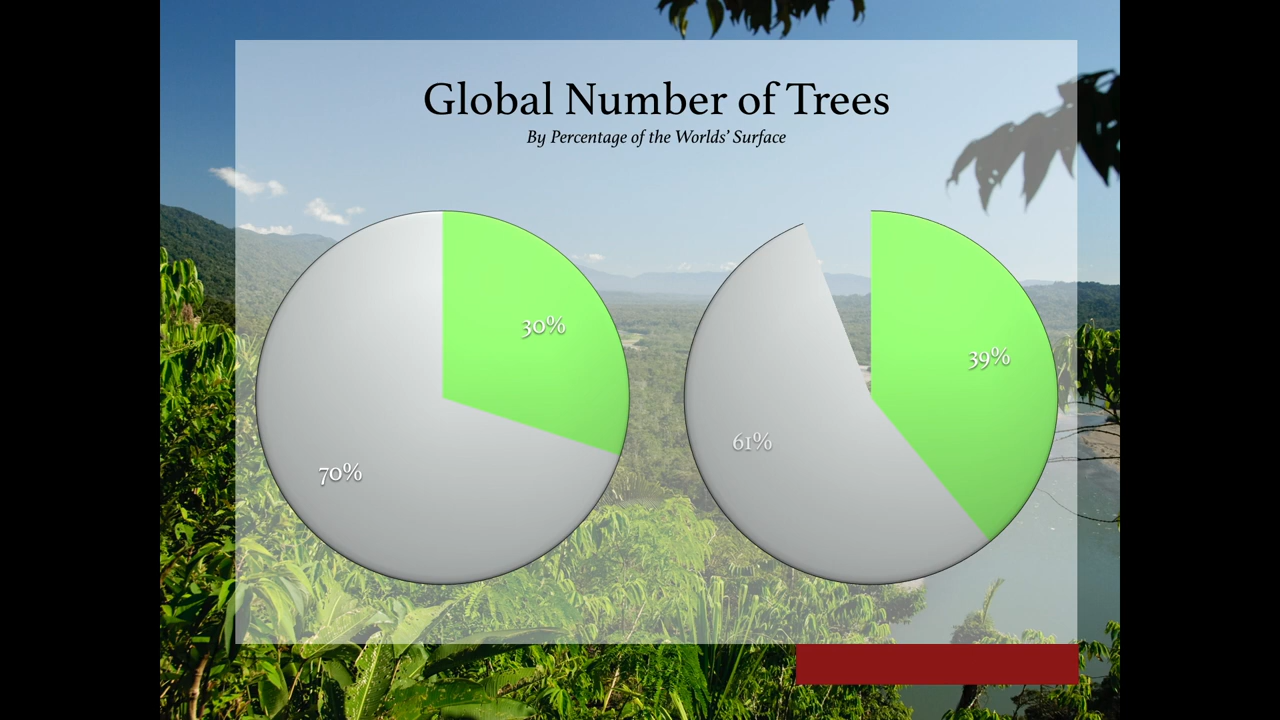 Global Number of Trees
By Percentage of the Worlds' Surface
30%
70%
39%
61%